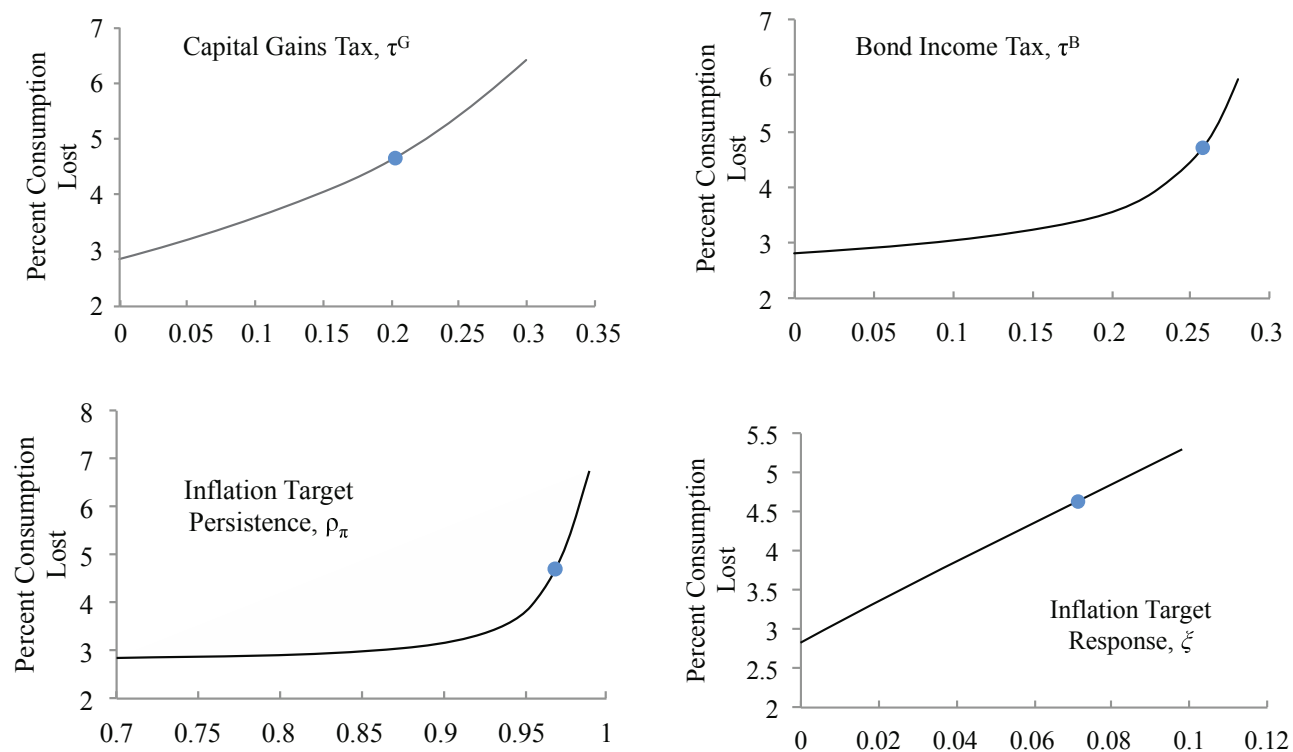 Capital Gains Tax, τᴳ
Percent Consumption
Lost
7
6
5
4
3
2
0 0.05 0.1 0.15 0.2 0.25 0.3 0.35
Bond Income Tax, τᴮ
Percent Consumption
Lost
7
6
5
4
3
2
0 0.05 0.1 0.15 0.2 0.25 0.3
Inflation Target
Persistence, ρπ
Percent Consumption
Lost
8
7
6
5
4
3
2
0.7 0.75 0.8 0.85 0.9 0.95 1
Percent Consumption
Lost
5.5
5
4.5
4
3.5
3
2.5
2
Inflation Target
Response, ξ
0 0.02 0.04 0.06 0.08 0.1 0.12